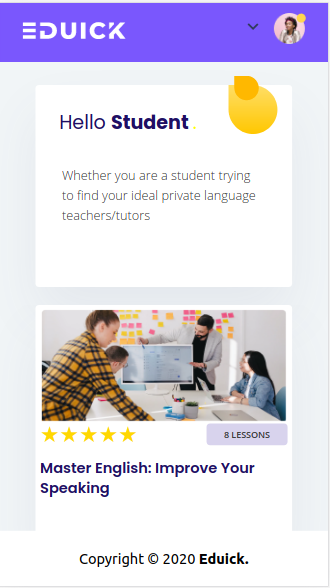 EDUICK
Hello Student
Whether you are a student trying
to find your ideal private language
teachers/tutors
8 LESSONS
Master English: Improve Your
Speaking
Copyright © 2020 Eduick.